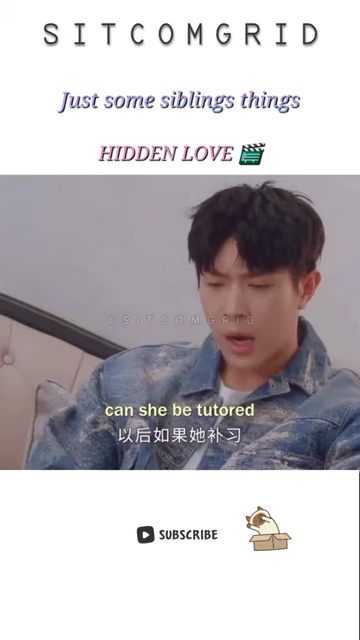 SITCOMGRID
Just some siblings things
HIDDEN LOVE
@SITCOMGRID
can she be tutored
以后如果她补习
SUBSCRIBE